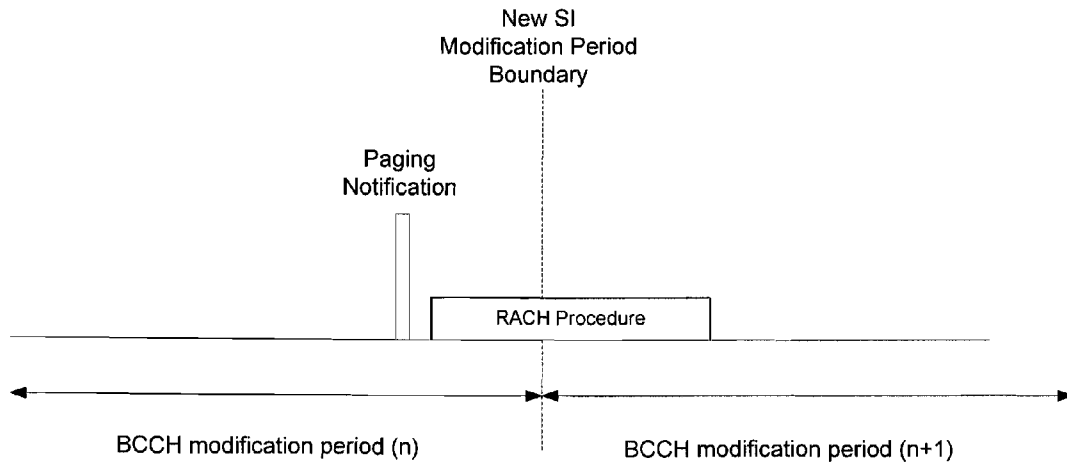 New SI
Modification Period
Boundary
Paging
Notification
RACH Procedure
BCCH modification period (n)
BCCH modification period (n+1)